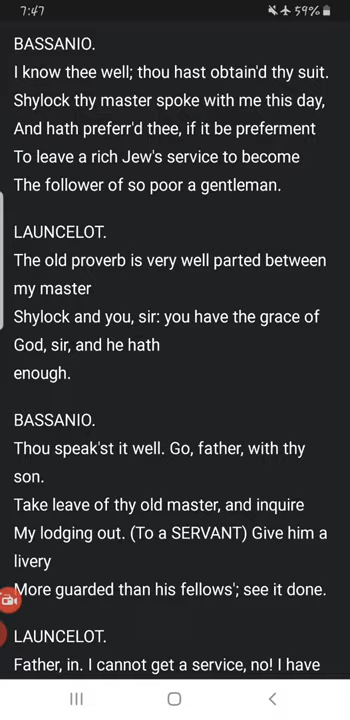 7:47
59%
BASSANIO.
I know thee well; thou hast obtain'd thy suit.
Shylock thy master spoke with me this day,
And hath preferr'd thee, if it be preferment
To leave a rich Jew's service to become
The follower of so poor a gentleman.
LAUNCELOT.
The old proverb is very well parted between
my master
Shylock and you, sir: you have the grace of
God, sir, and he hath
enough.
BASSANIO.
Thou speak'st it well. Go, father, with thy
son.
Take leave of thy old master, and inquire
My lodging out. (To a SERVANT) Give him a
livery
More guarded than his fellows'; see it done.
LAUNCELOT.
Father, in. I cannot get a service, no! I have